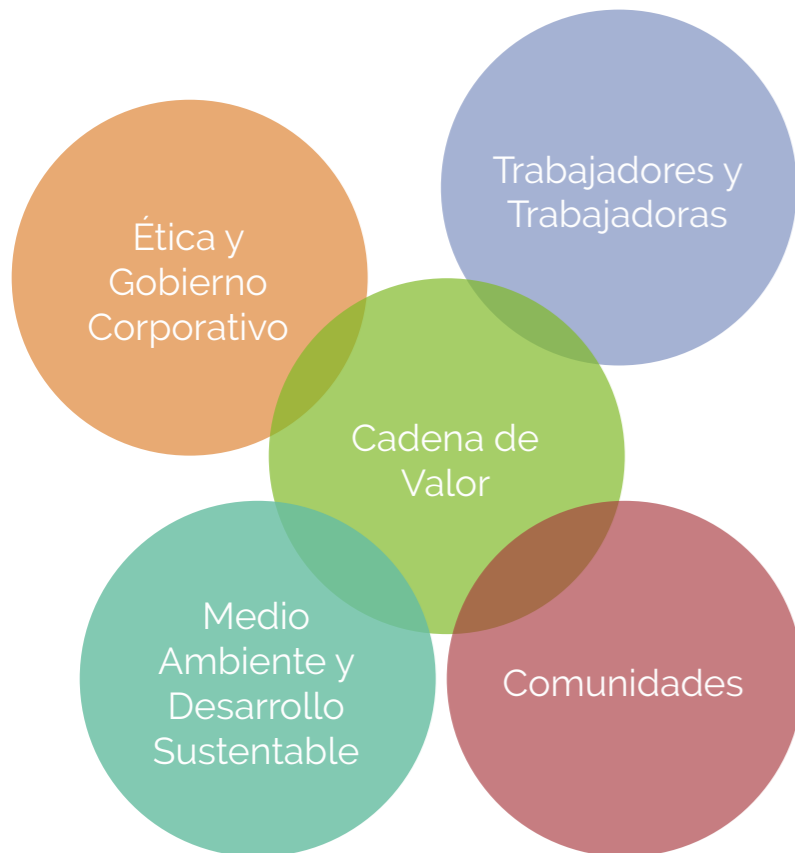 Trabajadores y
Trabajadoras
Ética y
Gobierno
Corporativo
Cadena de
Valor
Medio
Ambiente y
Desarrollo
Sustentable
Comunidades